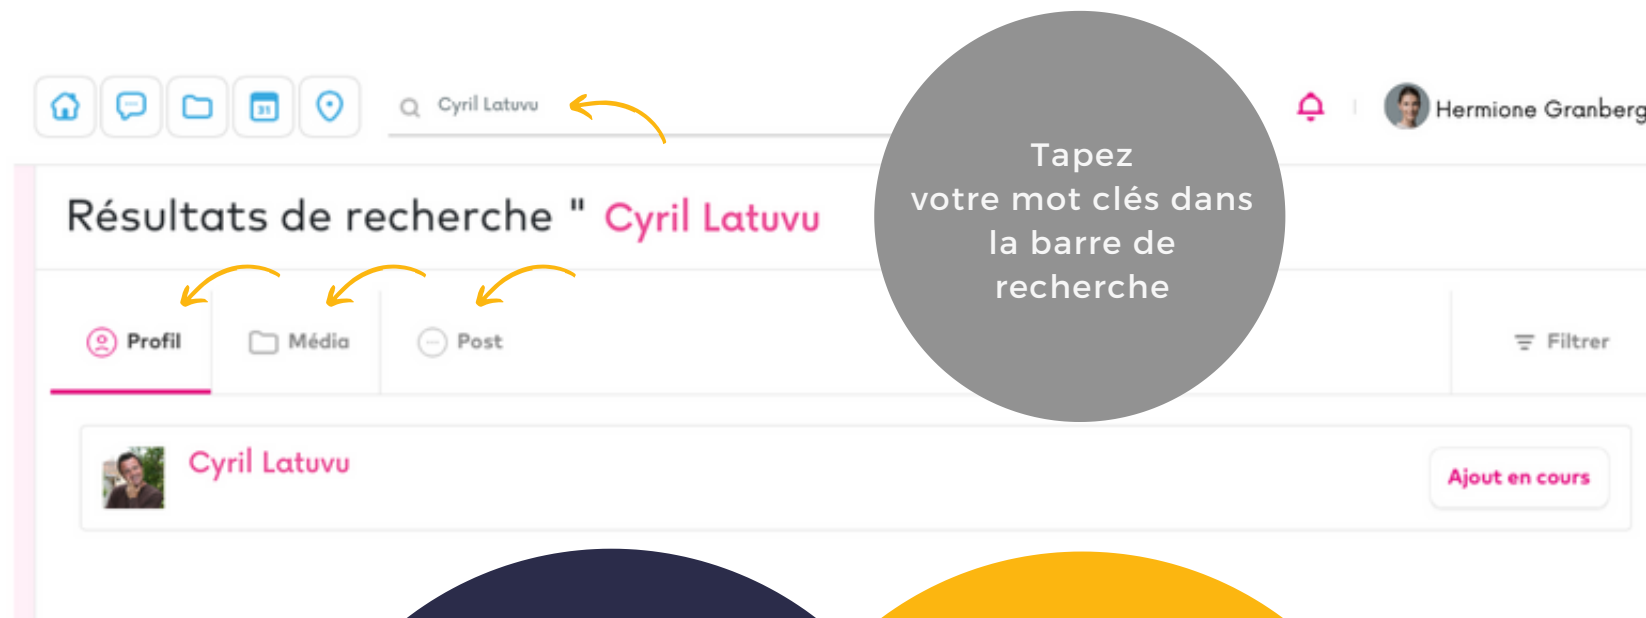 31
Cyril Latuvu
Hermione Granberg
Tapez
votre mot clés dans
la barre de
recherche
Résultats de recherche " Cyril Latuvu
Profil
Média
Post
Filtrer
Cyril Latuvu
Ajout en cours